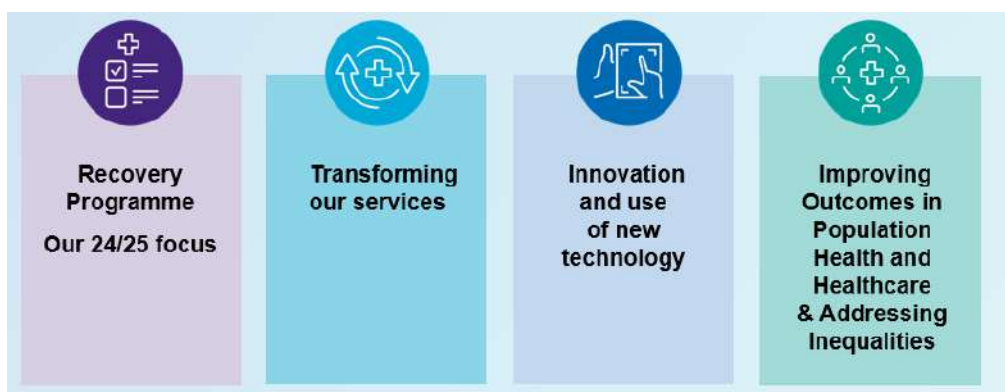 Recovery
Programme
Our 24/25 focus
Transforming
our services
Innovation
and use
of new
technology
Improving
Outcomes in
Population
Health and
Healthcare
& Addressing
Inequalities